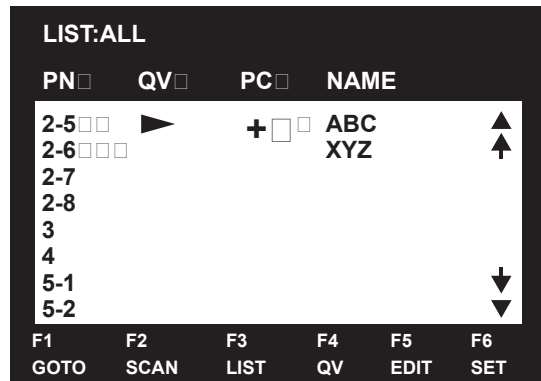 LIST:ALL
PN QV PC NAME
2-5 ► + ABC
2-6 XYZ
2-7
2-8
3
4
5-1
5-2
F1 F2 F3 F4 F5 F6
GOTO SCAN LIST QV EDIT SET